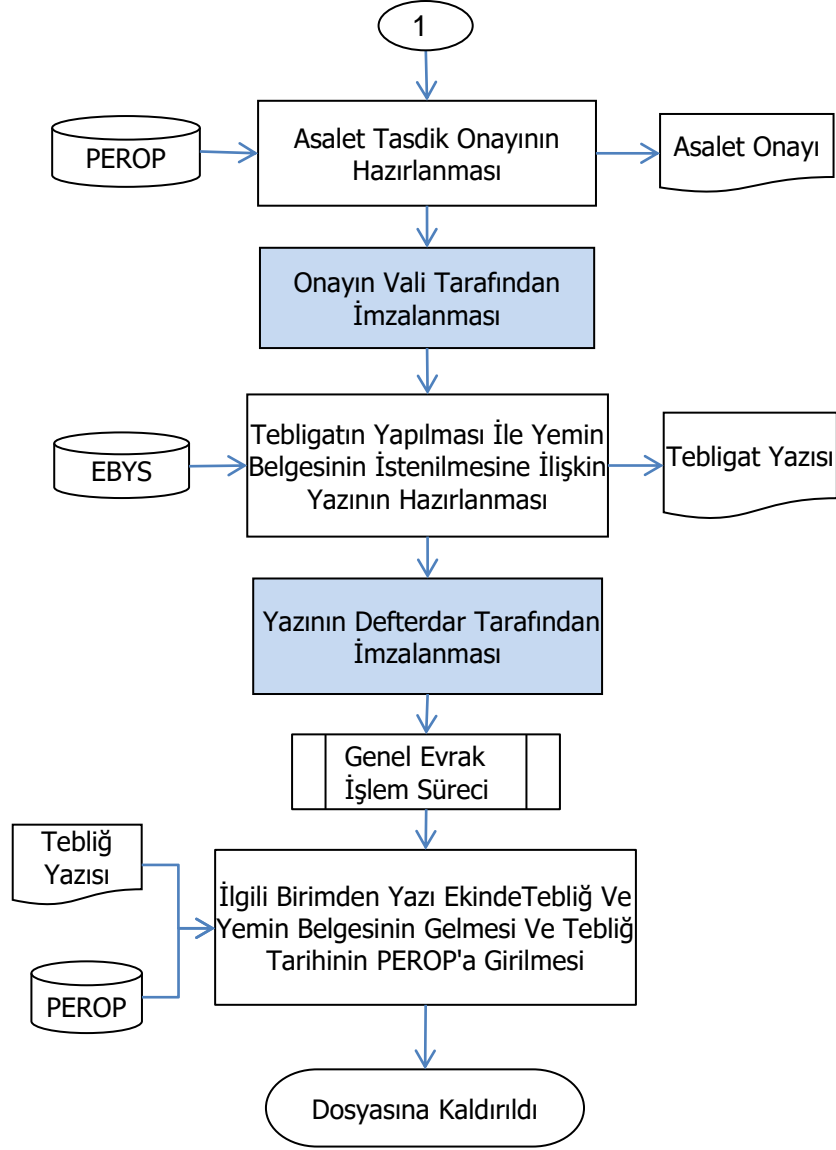 1
PEROP
Asalet Tasdik Onayının
Hazırlanması
Asalet Onayı
Onayın Vali Tarafından
İmzalanması
EBYS
Tebligatın Yapılması İle Yemin
Belgesinin İstenilmesine İlişkin
Yazının Hazırlanması
Tebligat Yazısı
Yazının Defterdar Tarafından
İmzalanması
Genel Evrak
İşlem Süreci
Tebliğ
Yazısı
PEROP
İlgili Birimden Yazı EkindeTebliğ Ve
Yemin Belgesinin Gelmesi Ve Tebliğ
Tarihinin PEROP'a Girilmesi
Dosyasına Kaldırıldı